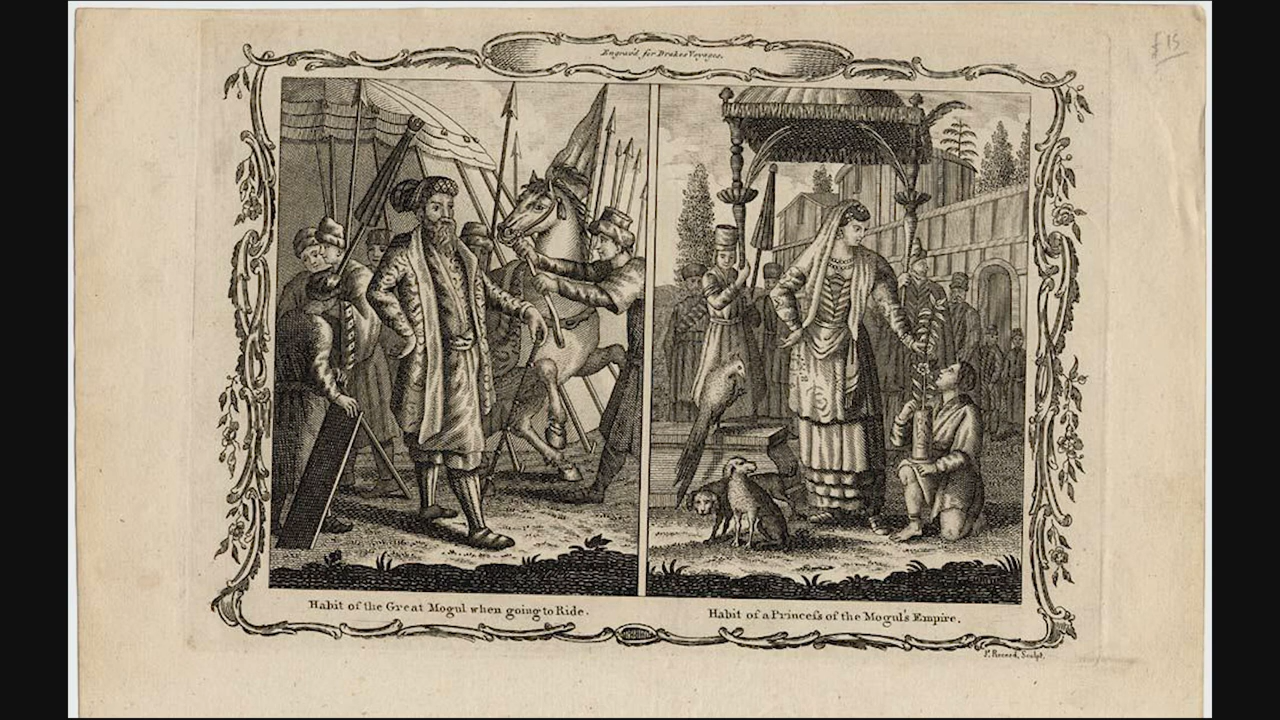 Engrav'd for Drakes Voyages.
£15
Habit of the Great Mogul when going to Ride.
Habit of a Princeſs of the Mogul's Empire.
Js. Record, Sculpt.